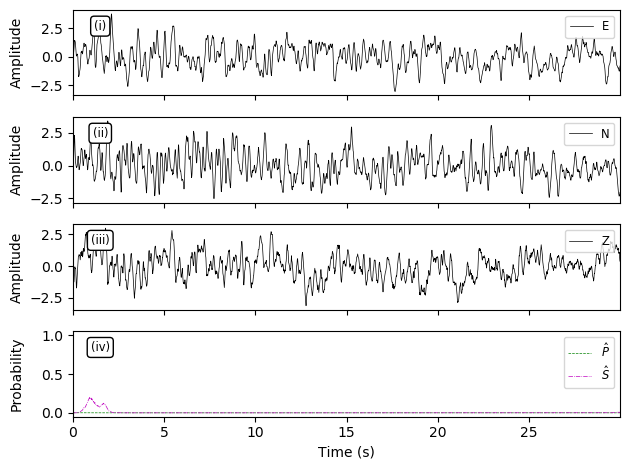 Amplitude
2.5
0.0
−2.5
(i)
E
Amplitude
2.5
0.0
−2.5
(ii)
N
Amplitude
2.5
0.0
−2.5
(iii)
Z
Probability
1.0
0.5
0.0
(iv)
P̂
Ŝ
0 5 10 15 20 25
Time (s)